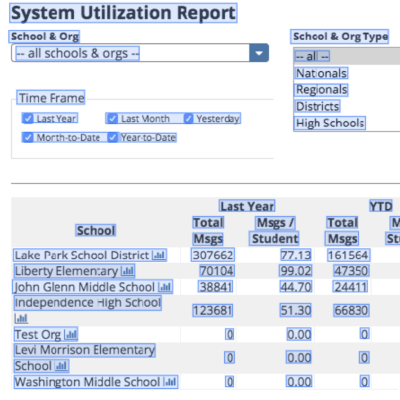 System Utilization Report
School & Org
School & Org Type
-- all schools & orgs --
-- all --
Nationals
Regionals
Districts
High Schools
Time Frame
Last Year Last Month Yesterday
Month-to-Date Year-to-Date
Last Year YTD
School Total Msgs Msgs / Student Total Msgs
Lake Park School District 307662 77.13 161564
Liberty Elementary 70104 99.02 47350
John Glenn Middle School 38841 44.70 24411
Independence High School 123681 51.30 66830
Test Org 0 0.00 0
Levi Morrison Elementary
School 0 0.00 0
Washington Middle School 0 0.00 0